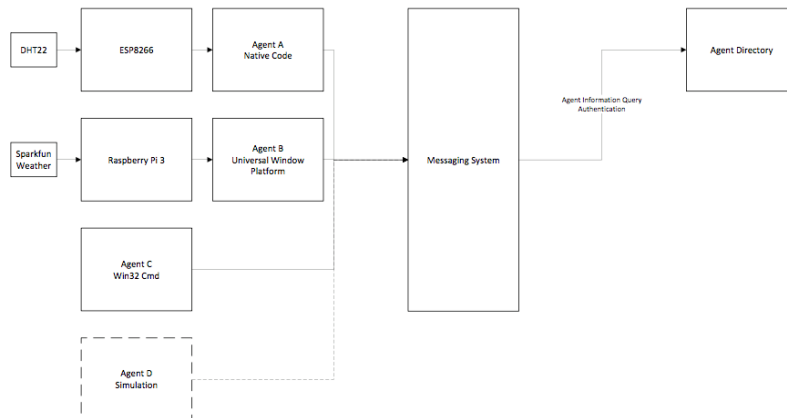 DHT22
ESP8266
Agent A
Native Code
Messaging System
Agent Directory
Agent Information Query
Authentication
Sparkfun
Weather
Raspberry Pi 3
Agent B
Universal Window
Platform
Agent C
Win32 Cmd
Agent D
Simulation